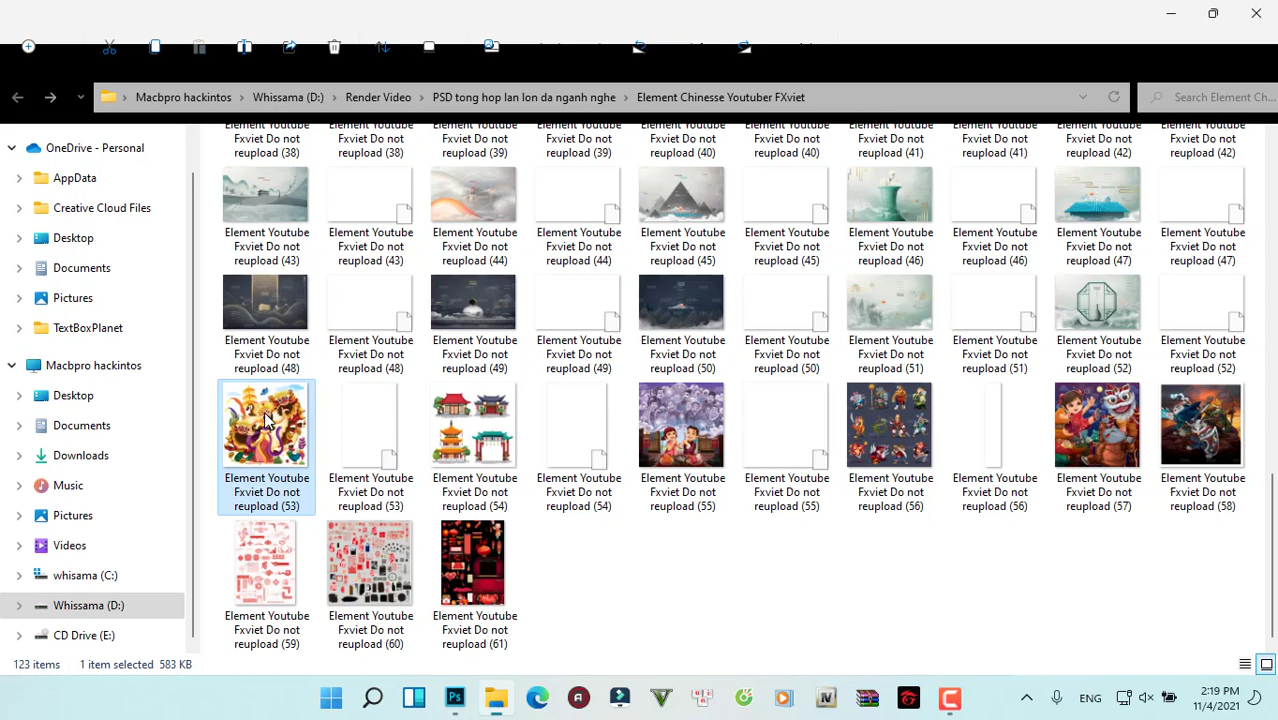 Macbpro hackintos > Whissama (D:) > Render Video > PSD tong hop lan lon da nganh nghe > Element Chinesse Youtuber FXviet
Search Element Ch...
OneDrive - Personal
AppData
Creative Cloud Files
Desktop
Documents
Pictures
TextBoxPlanet
Macbpro hackintos
Desktop
Documents
Downloads
Music
Pictures
Videos
whisama (C:)
Whissama (D:)
CD Drive (E:)
Element Youtube Fxviet Do not reupload (38)
Element Youtube Fxviet Do not reupload (38)
Element Youtube Fxviet Do not reupload (39)
Element Youtube Fxviet Do not reupload (39)
Element Youtube Fxviet Do not reupload (40)
Element Youtube Fxviet Do not reupload (40)
Element Youtube Fxviet Do not reupload (41)
Element Youtube Fxviet Do not reupload (41)
Element Youtube Fxviet Do not reupload (42)
Element Youtube Fxviet Do not reupload (42)
Element Youtube Fxviet Do not reupload (43)
Element Youtube Fxviet Do not reupload (43)
Element Youtube Fxviet Do not reupload (44)
Element Youtube Fxviet Do not reupload (44)
Element Youtube Fxviet Do not reupload (45)
Element Youtube Fxviet Do not reupload (45)
Element Youtube Fxviet Do not reupload (46)
Element Youtube Fxviet Do not reupload (46)
Element Youtube Fxviet Do not reupload (47)
Element Youtube Fxviet Do not reupload (47)
Element Youtube Fxviet Do not reupload (48)
Element Youtube Fxviet Do not reupload (48)
Element Youtube Fxviet Do not reupload (49)
Element Youtube Fxviet Do not reupload (49)
Element Youtube Fxviet Do not reupload (50)
Element Youtube Fxviet Do not reupload (50)
Element Youtube Fxviet Do not reupload (51)
Element Youtube Fxviet Do not reupload (51)
Element Youtube Fxviet Do not reupload (52)
Element Youtube Fxviet Do not reupload (52)
Element Youtube Fxviet Do not reupload (53)
Element Youtube Fxviet Do not reupload (53)
Element Youtube Fxviet Do not reupload (54)
Element Youtube Fxviet Do not reupload (54)
Element Youtube Fxviet Do not reupload (55)
Element Youtube Fxviet Do not reupload (55)
Element Youtube Fxviet Do not reupload (56)
Element Youtube Fxviet Do not reupload (56)
Element Youtube Fxviet Do not reupload (57)
Element Youtube Fxviet Do not reupload (58)
Element Youtube Fxviet Do not reupload (59)
Element Youtube Fxviet Do not reupload (60)
Element Youtube Fxviet Do not reupload (61)
123 items 1 item selected 583 KB
Ps
ENG
2:19 PM
11/4/2021